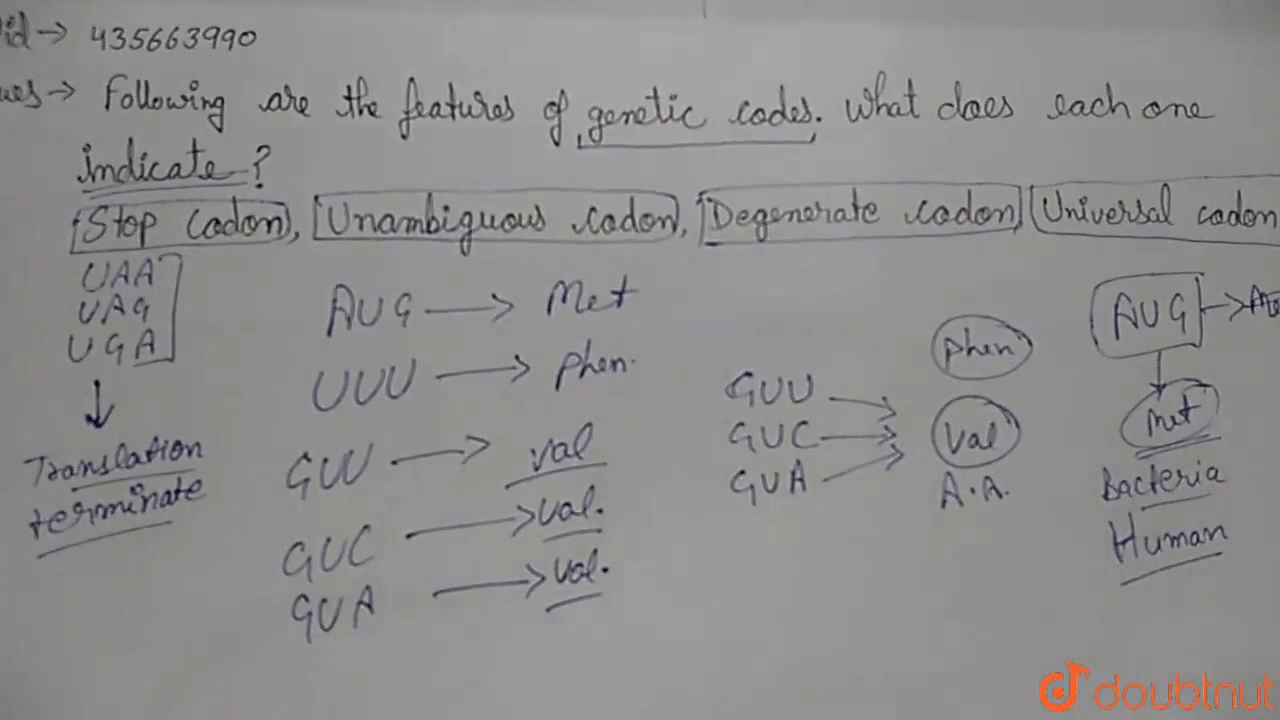 id → 435663990
ues → Following are the features of genetic codes. What does each one
indicate?
Stop codon, Unambiguous codon, Degenerate codon, Universal codon
UAA
UAG
UGA
Translation
terminate
AUG → Met
UUU → Phen.
GUU → Val
GUC → Val.
GUA → Val.
Phen
GUU
GUC → Val
GUA
A.A.
AUG →
Met
Bacteria
Human
doubtnut